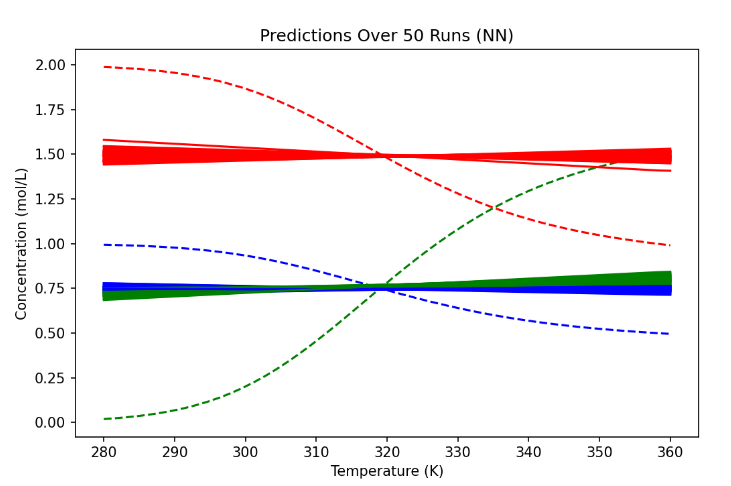 Predictions Over 50 Runs (NN)
Concentration (mol/L)
2.00
1.75
1.50
1.25
1.00
0.75
0.50
0.25
0.00
280 290 300 310 320 330 340 350 360
Temperature (K)